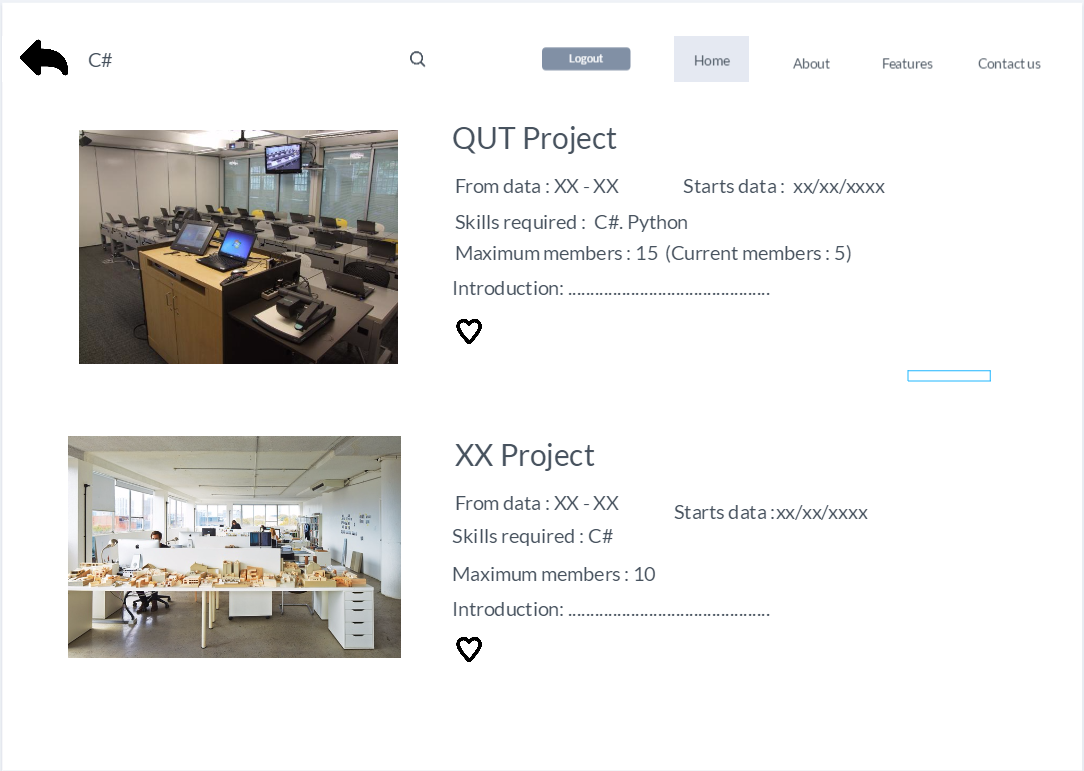 C#
Logout
Home
About
Features
Contact us
QUT Project
From data : XX - XX
Starts data : xx/xx/xxxx
Skills required : C#. Python
Maximum members : 15 (Current members : 5)
Introduction: .............................................
XX Project
From data : XX - XX
Starts data :xx/xx/xxxx
Skills required : C#
Maximum members : 10
Introduction: .............................................